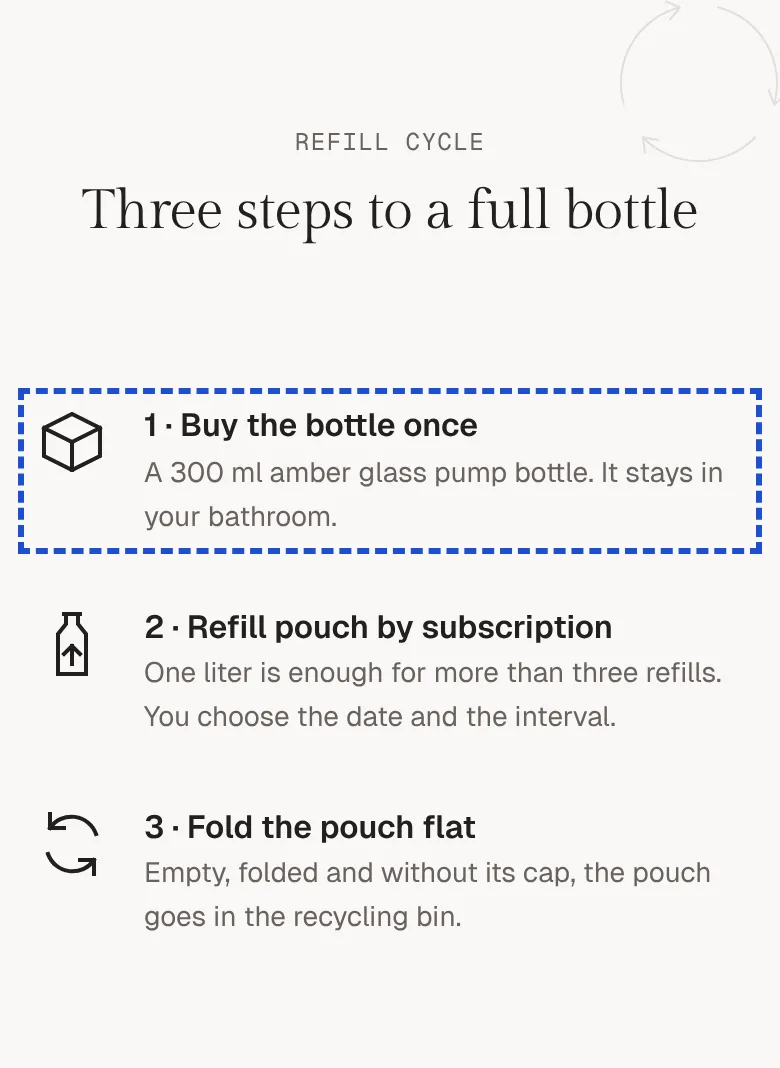 REFILL CYCLE
Three steps to a full bottle
1 · Buy the bottle once
A 300 ml amber glass pump bottle. It stays in
your bathroom.
2 · Refill pouch by subscription
One liter is enough for more than three refills.
You choose the date and the interval.
3 · Fold the pouch flat
Empty, folded and without its cap, the pouch
goes in the recycling bin.